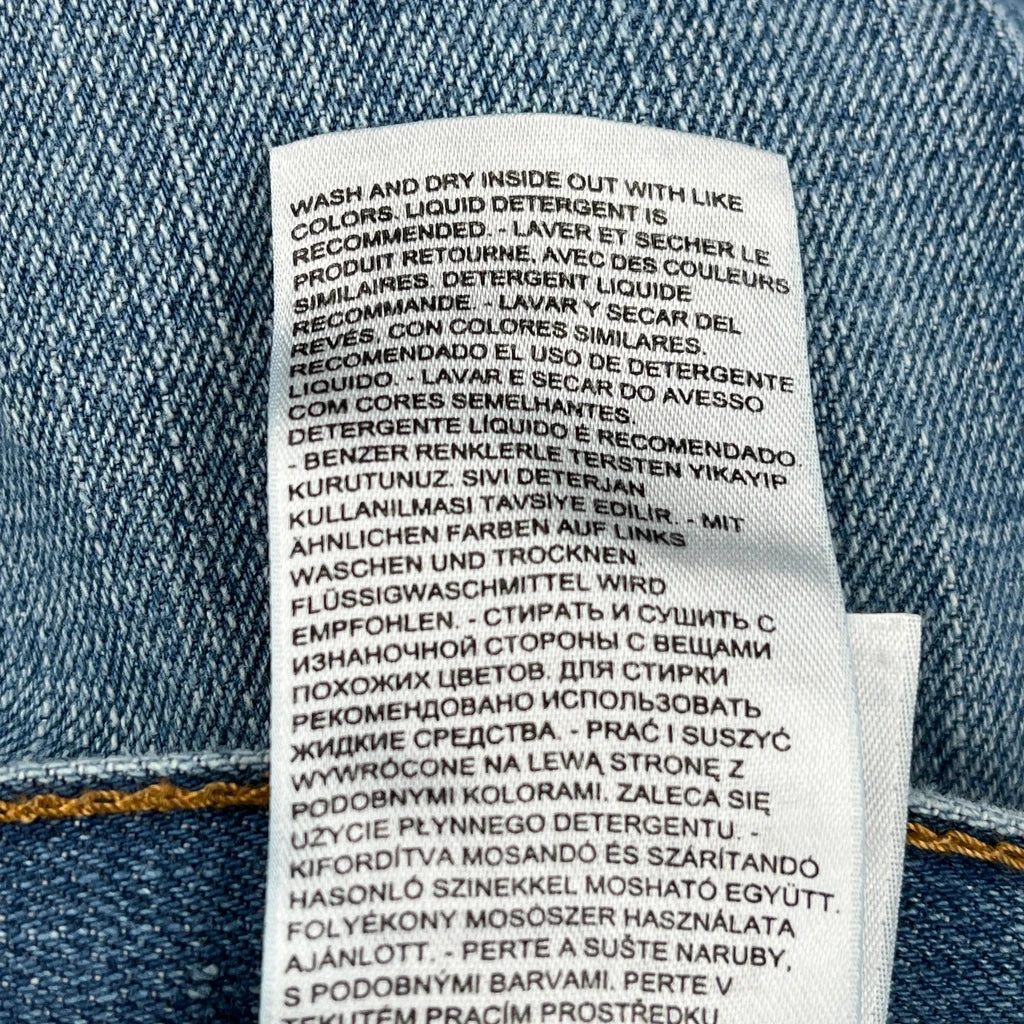 WASH AND DRY INSIDE OUT WITH LIKE
COLORS. LIQUID DETERGENT IS
RECOMMENDED. - LAVER ET SECHER LE
PRODUIT RETOURNE, AVEC DES COULEURS
SIMILAIRES. DETERGENT LIQUIDE
RECOMMANDE. - LAVAR Y SECAR DEL
REVÉS, CON COLORES SIMILARES.
RECOMENDADO EL USO DE DETERGENTE
LIQUIDO. - LAVAR E SECAR DO AVESSO
COM CORES SEMELHANTES.
DETERGENTE LÍQUIDO É RECOMENDADO.
- BENZER RENKLERLE TERSTEN YIKAYIP
KURUTUNUZ. SIVI DETERJAN
KULLANILMASI TAVSİYE EDİLİR. - MIT
ÄHNLICHEN FARBEN AUF LINKS
WASCHEN UND TROCKNEN.
FLÜSSIGWASCHMITTEL WIRD
EMPFOHLEN. - СТИРАТЬ И СУШИТЬ С
ИЗНАНОЧНОЙ СТОРОНЫ С ВЕЩАМИ
ПОХОЖИХ ЦВЕТОВ. ДЛЯ СТИРКИ
РЕКОМЕНДОВАНО ИСПОЛЬЗОВАТЬ
ЖИДКИЕ СРЕДСТВА. - PRAĆ I SUSZYĆ
WYWRÓCONE NA LEWĄ STRONĘ Z
PODOBNYMI KOLORAMI. ZALECA SIĘ
UŻYCIE PŁYNNEGO DETERGENTU. -
KIFORDÍTVA MOSANDÓ ÉS SZÁRÍTANDÓ
HASONLÓ SZINEKKEL MOSHATÓ EGYÜTT.
FOLYÉKONY MOSÓSZER HASZNÁLATA
AJÁNLOTT. - PERTE A SUŠTE NARUBY,
S PODOBNÝMI BARVAMI. PERTE V
TEKUTÉM PRACÍM PROSTŘEDKU